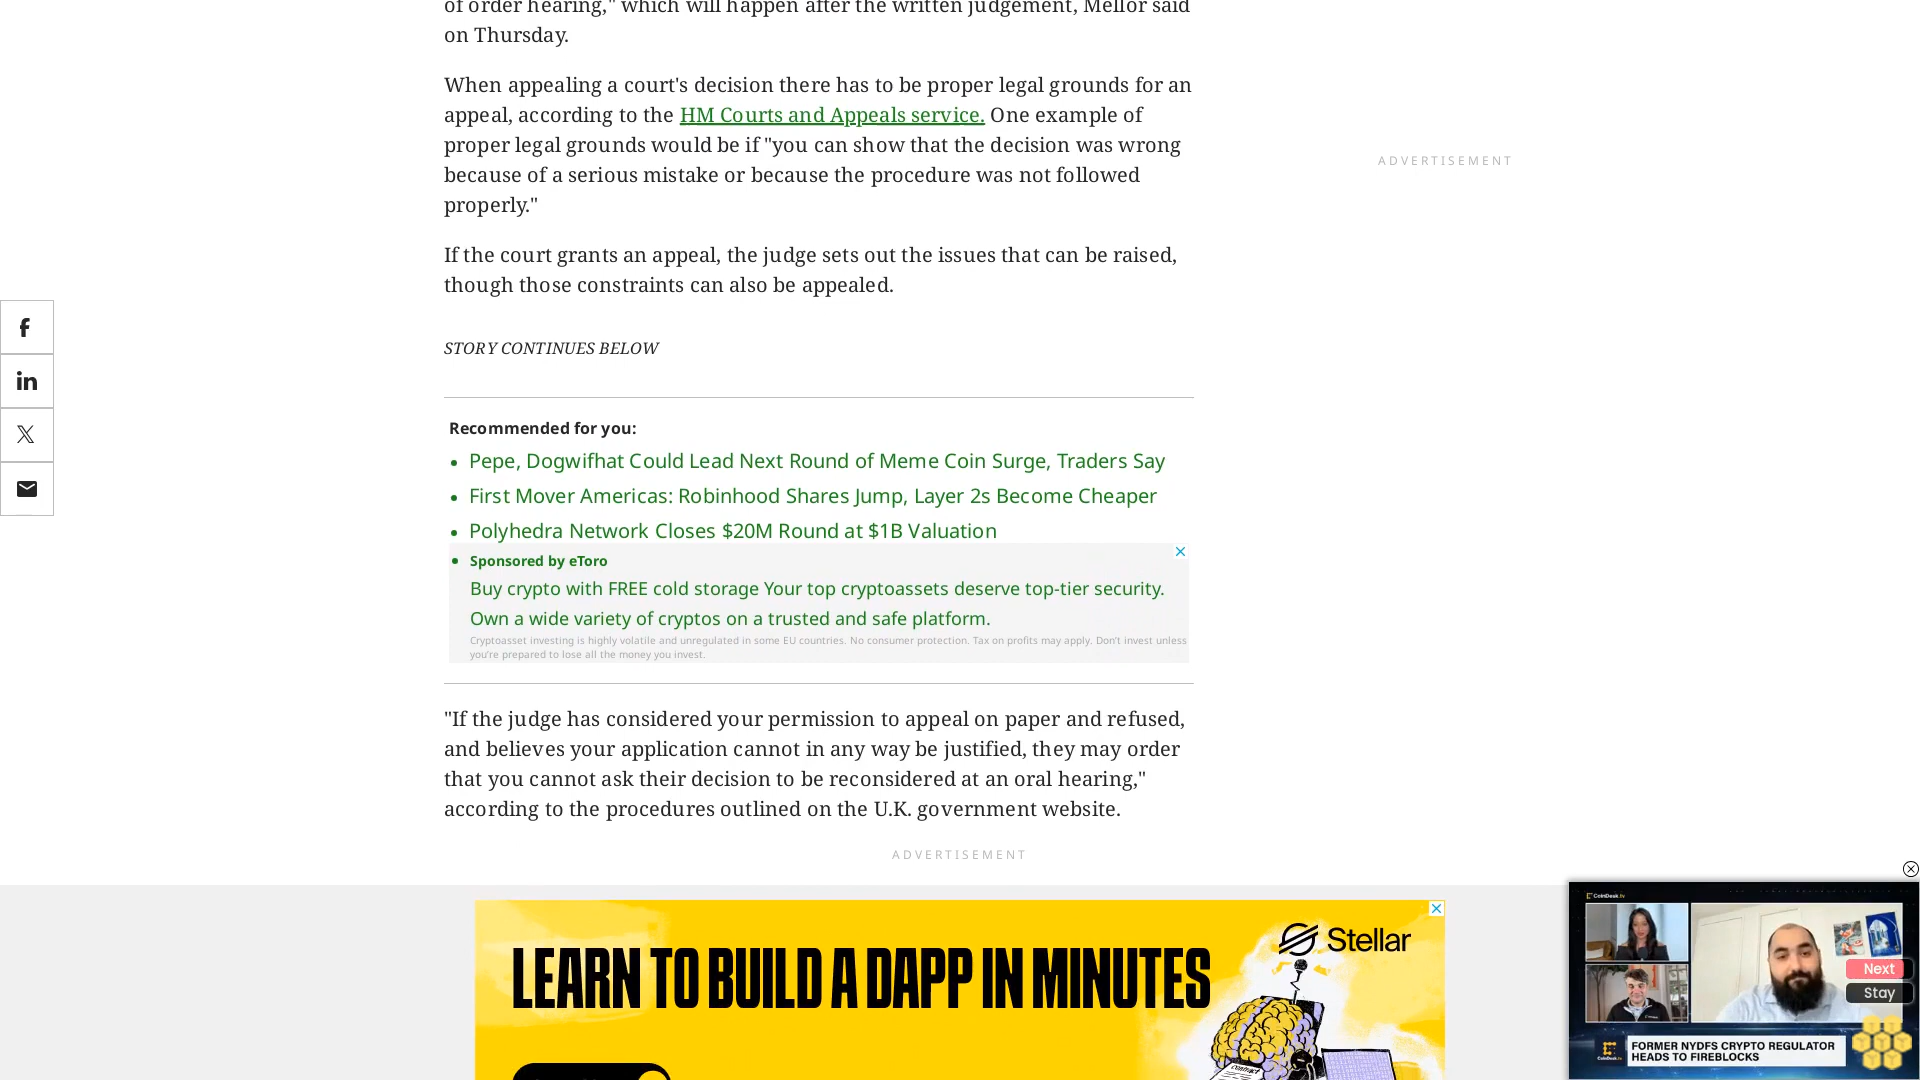 of order hearing," which will happen after the written judgement, Mellor said
on Thursday.
When appealing a court's decision there has to be proper legal grounds for an
appeal, according to the HM Courts and Appeals service. One example of
proper legal grounds would be if "you can show that the decision was wrong
because of a serious mistake or because the procedure was not followed
properly."
ADVERTISEMENT
If the court grants an appeal, the judge sets out the issues that can be raised,
though those constraints can also be appealed.
STORY CONTINUES BELOW
Recommended for you:
• Pepe, Dogwifhat Could Lead Next Round of Meme Coin Surge, Traders Say
• First Mover Americas: Robinhood Shares Jump, Layer 2s Become Cheaper
• Polyhedra Network Closes $20M Round at $1B Valuation
• Sponsored by eToro
Buy crypto with FREE cold storage Your top cryptoassets deserve top-tier security.
Own a wide variety of cryptos on a trusted and safe platform.
Cryptoasset investing is highly volatile and unregulated in some EU countries. No consumer protection. Tax on profits may apply. Don't invest unless
you're prepared to lose all the money you invest.
"If the judge has considered your permission to appeal on paper and refused,
and believes your application cannot in any way be justified, they may order
that you cannot ask their decision to be reconsidered at an oral hearing,"
according to the procedures outlined on the U.K. government website.
ADVERTISEMENT
LEARN TO BUILD A DAPP IN MINUTES
Stellar
CONTRACT
CoinDesk.tv
Next
Stay
CoinDesk.tv
FORMER NYDFS CRYPTO REGULATOR
HEADS TO FIREBLOCKS